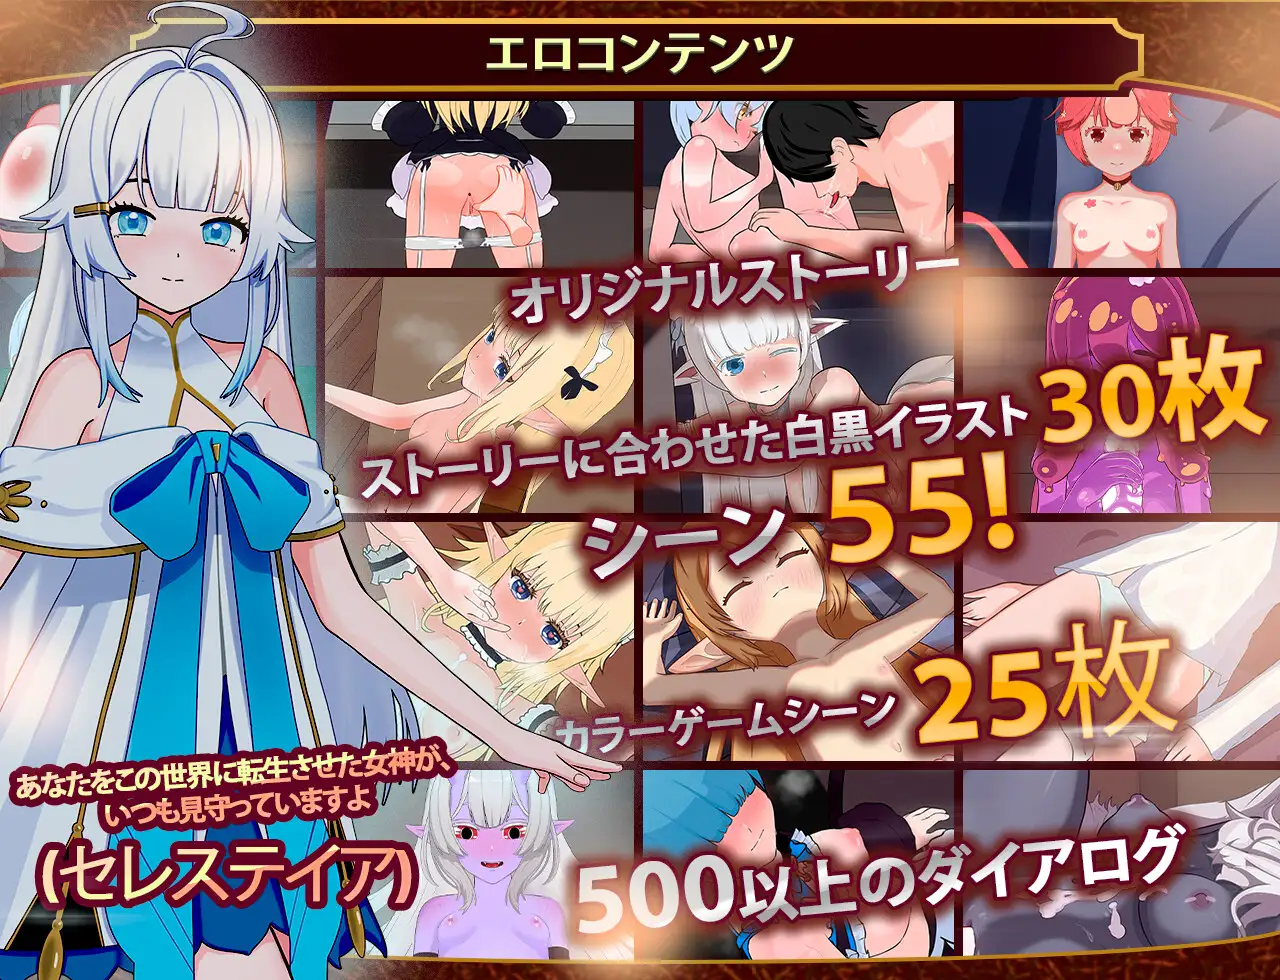 エロコンテンツ
オリジナルストーリー
ストーリーに合わせた白黒イラスト 30枚
シーン 55!
カラーゲームシーン 25枚
あなたをこの世界に転生させた女神が、
いつも見守っていますよ
(セレステイア)
500以上のダイアログ